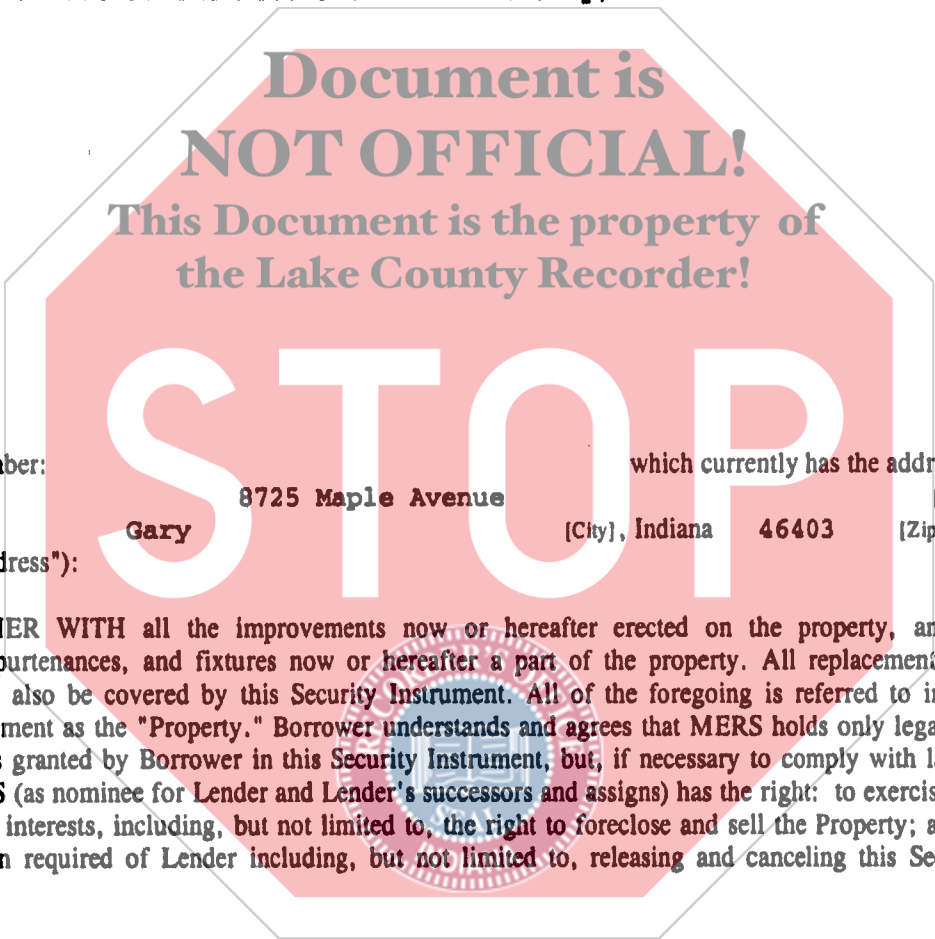 Document is
NOT OFFICIAL!
This Document is the property of
the Lake County Recorder!
STOP
ber: which currently has the addr
8725 Maple Avenue
Gary [City], Indiana 46403 [Zip
dress"):
ER WITH all the improvements now or hereafter erected on the property, an
purtenances, and fixtures now or hereafter a part of the property. All replacement
also be covered by this Security Instrument. All of the foregoing is referred to in
ment as the "Property." Borrower understands and agrees that MERS holds only lega
granted by Borrower in this Security Instrument, but, if necessary to comply with l
S (as nominee for Lender and Lender's successors and assigns) has the right: to exercis
interests, including, but not limited to, the right to foreclose and sell the Property; a
n required of Lender including, but not limited to, releasing and canceling this Se
RECORDER'S
SEAL
INDIANA